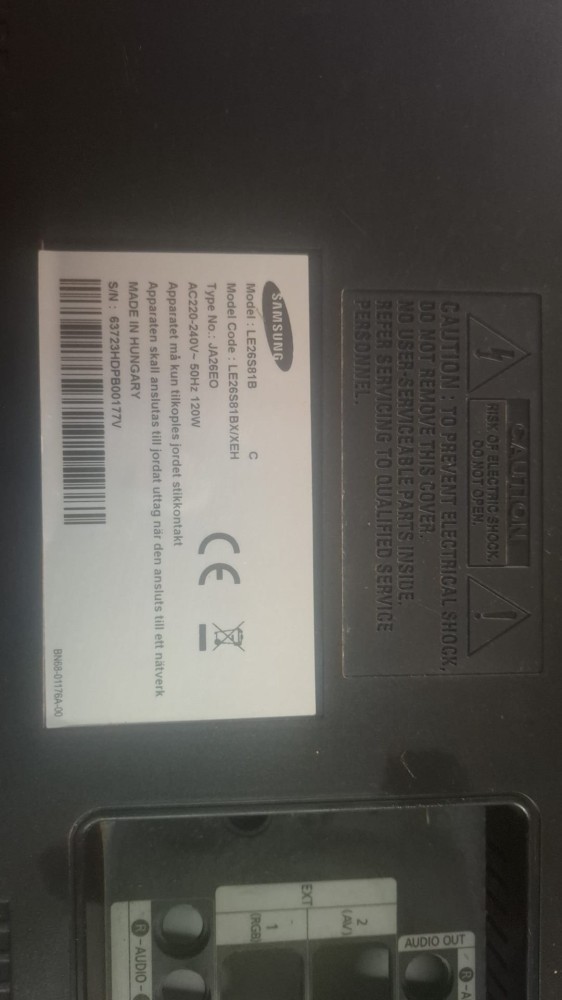 CAUTION
RISK OF ELECTRIC SHOCK.
DO NOT OPEN.
CAUTION : TO PREVENT ELECTRICAL SHOCK,
DO NOT REMOVE THIS COVER.
NO USER-SERVICEABLE PARTS INSIDE.
REFER SERVICING TO QUALIFIED SERVICE
PERSONNEL.
SAMSUNG
Model : LE26S81B C
Model Code : LE26S81BX/XEH
Type No.: JA26EO
AC220-240V~ 50Hz 120W
Apparatet må kun tilkoples jordet stikkontakt
Apparaten skall anslutas till jordat uttag når den ansluts till ett nätverk
MADE IN HUNGARY
S/N : 63723HDPB00177V
CE
BN68-01176A-00
AUDIO OUT
R -A
EXT
2
(AV)
1
(RGB)
R -AUDIO-